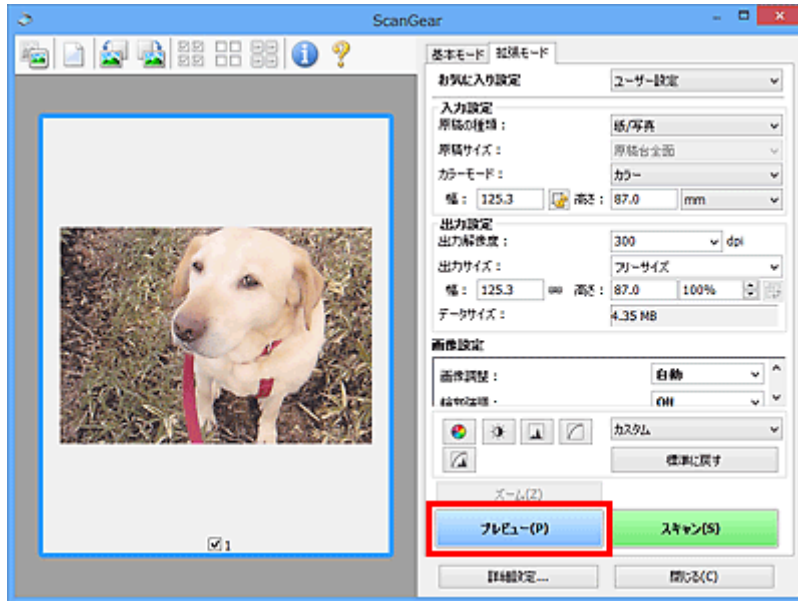 ScanGear
基本モード 拡張モード
お気に入り設定 ユーザー設定
入力設定
原稿の種類： 紙/写真
原稿サイズ： 原稿台全面
カラーモード： カラー
幅： 125.3 高さ： 87.0 mm
出力設定
出力解像度： 300 dpi
出力サイズ： フリーサイズ
幅： 125.3 高さ： 87.0 100%
データサイズ： 4.35 MB
画像設定
画像調整： 自動
カスタム
標準に戻す
ズーム(Z)
プレビュー(P) スキャン(S)
1
詳細設定... 閉じる(C)